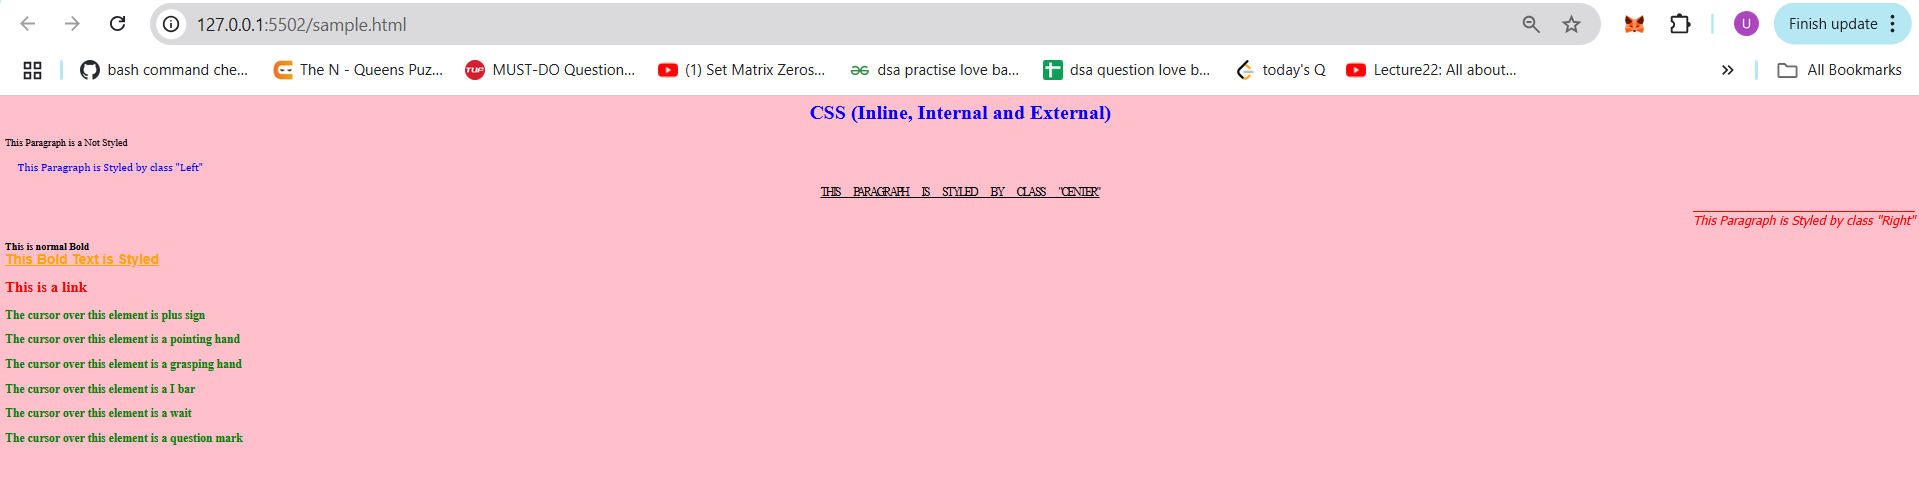 127.0.0.1:5502/sample.html
U
Finish update
bash command che...
The N - Queens Puz...
TUF
MUST-DO Question...
(1) Set Matrix Zeros...
dsa practise love ba...
dsa question love b...
today's Q
Lecture22: All about...
All Bookmarks
CSS (Inline, Internal and External)
This Paragraph is a Not Styled
This Paragraph is Styled by class "Left"
THIS PARAGRAPH IS STYLED BY CLASS "CENTER"
This Paragraph is Styled by class "Right"
This is normal Bold
This Bold Text is Styled
This is a link
The cursor over this element is plus sign
The cursor over this element is a pointing hand
The cursor over this element is a grasping hand
The cursor over this element is a I bar
The cursor over this element is a wait
The cursor over this element is a question mark